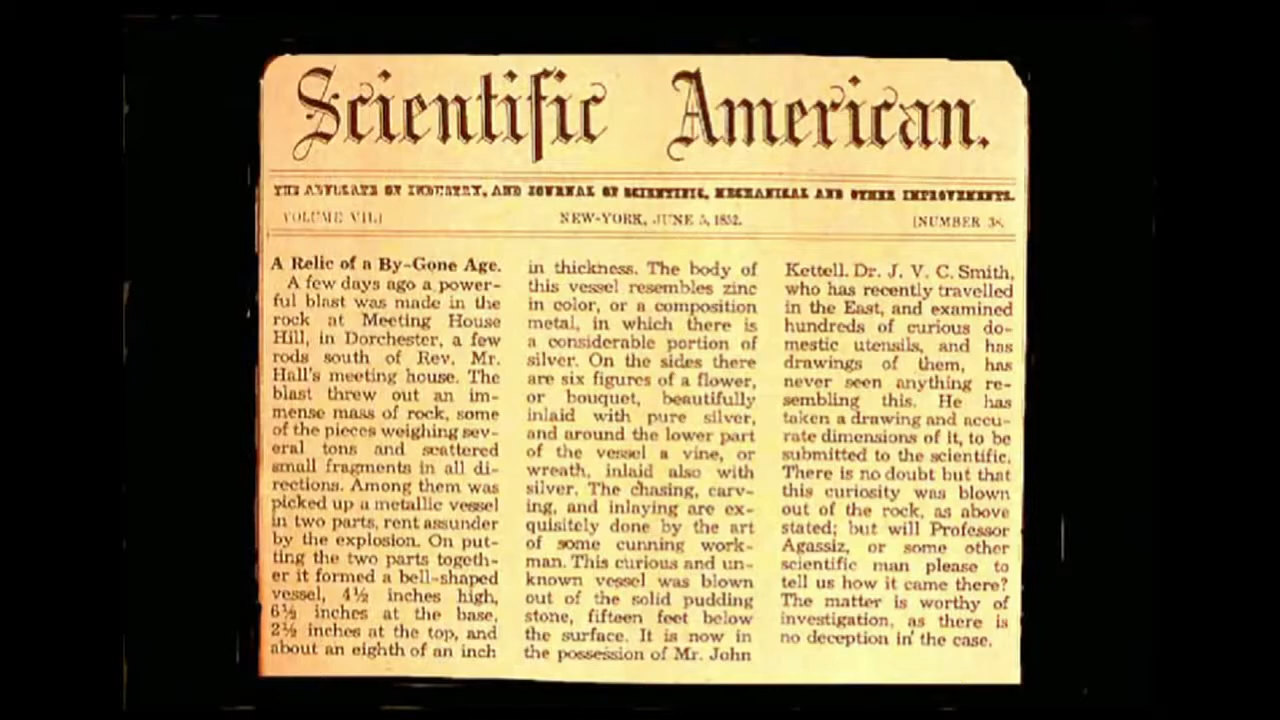 Scientific American.
THE ADVOCATE OF INDUSTRY, AND JOURNAL OF SCIENTIFIC, MECHANICAL AND OTHER IMPROVEMENTS.
VOLUME VII.] NEW-YORK, JUNE 5, 1852. [NUMBER 38.
A Relic of a By-Gone Age.
A few days ago a power-
ful blast was made in the
rock at Meeting House
Hill, in Dorchester, a few
rods south of Rev. Mr.
Hall's meeting house. The
blast threw out an im-
mense mass of rock, some
of the pieces weighing sev-
eral tons and scattered
small fragments in all di-
rections. Among them was
picked up a metallic vessel
in two parts, rent assunder
by the explosion. On put-
ting the two parts togeth-
er it formed a bell-shaped
vessel, 4½ inches high,
6½ inches at the base,
2½ inches at the top, and
about an eighth of an inch
in thickness. The body of
this vessel resembles zinc
in color, or a composition
metal, in which there is
a considerable portion of
silver. On the sides there
are six figures of a flower,
or bouquet, beautifully
inlaid with pure silver,
and around the lower part
of the vessel a vine, or
wreath, inlaid also with
silver. The chasing, carv-
ing, and inlaying are ex-
quisitely done by the art
of some cunning work-
man. This curious and un-
known vessel was blown
out of the solid pudding
stone, fifteen feet below
the surface. It is now in
the possession of Mr. John
Kettell. Dr. J. V. C. Smith,
who has recently travelled
in the East, and examined
hundreds of curious do-
mestic utensils, and has
drawings of them, has
never seen anything re-
sembling this. He has
taken a drawing and accu-
rate dimensions of it, to be
submitted to the scientific.
There is no doubt but that
this curiosity was blown
out of the rock, as above
stated; but will Professor
Agassiz, or some other
scientific man please to
tell us how it came there?
The matter is worthy of
investigation, as there is
no deception in the case.